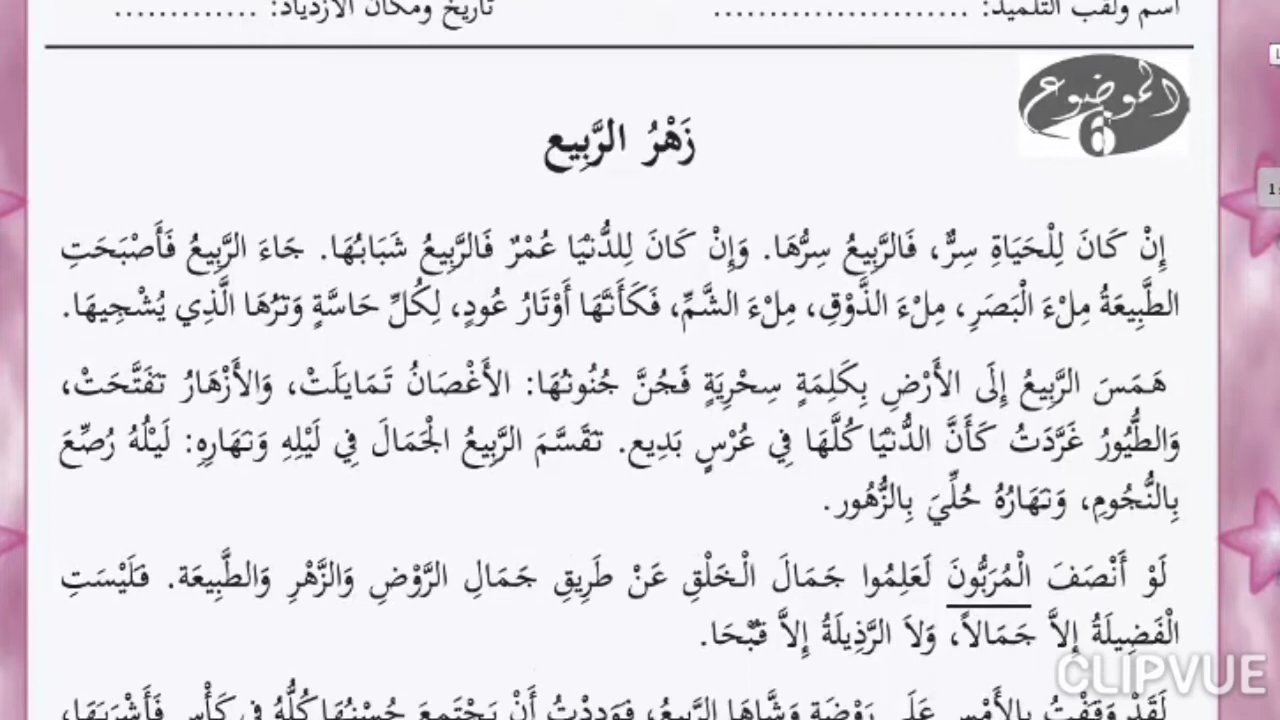 اسم ولقب التلميذ: ...................... تاريخ ومكان الازدياد: .............
الموضوع
6
زَهْرُ الرَّبِيع
إِنْ كَانَ لِلْحَيَاةِ سِرٌّ، فَالرَّبِيعُ سِرُّهَا. وَإِنْ كَانَ لِلدُّنْيَا عُمْرٌ فَالرَّبِيعُ شَبَابُهَا. جَاءَ الرَّبِيعُ فَأَصْبَحَتِ
الطَّبِيعَةُ مِلْءَ الْبَصَرِ، مِلْءَ الذَّوْقِ، مِلْءَ الشَّمِّ، فَكَأَنَّهَا أَوْتَارُ عُودٍ، لِكُلِّ حَاسَّةٍ وَتَرُهَا الَّذِي يُشْجِيهَا.
هَمَسَ الرَّبِيعُ إِلَى الأَرْضِ بِكَلِمَةٍ سِحْرِيَةٍ فَجُنَّ جُنُونُهَا: الأَغْصَانُ تَمَايَلَتْ، وَالأَزْهَارُ تَفَتَّحَتْ،
وَالطُّيُورُ غَرَّدَتُ كَأَنَّ الدُّنْيَا كُلَّهَا فِي عُرْسٍ بَدِيع. تَقَسَّمَ الرَّبِيعُ الْجَمَالَ فِي لَيْلِهِ وَنَهَارِهِ: لَيْلُهُ رُصِّعَ
بِالنُّجُومِ، وَنَهَارُهُ حُلِّيَ بِالزُّهُور.
لَوْ أَنْصَفَ الْمُرَبُّونَ لَعَلِمُوا جَمَالَ الْخَلْقِ عَنْ طَرِيقِ جَمَالِ الرَّوْضِ وَالزَّهْرِ وَالطَّبِيعَة. فَلَيْسَتِ
الْفَضِيلَةُ إِلاَّ جَمَالاً، وَلاَ الرَّذِيلَةُ إِلاَّ قُبْحَا.
لَقَدْ وَقَفْتُ بِالأَمْسِ عَلَى رَوْضَةٍ وَشَّاهَا الرَّبِيعُ، فَوَدِدْتُ أَنْ يَجْتَمِعَ حُسْنُهَا كُلُّهُ فِي كَأْسٍ فَأَشْرَبَهَا،
CLIPVUE